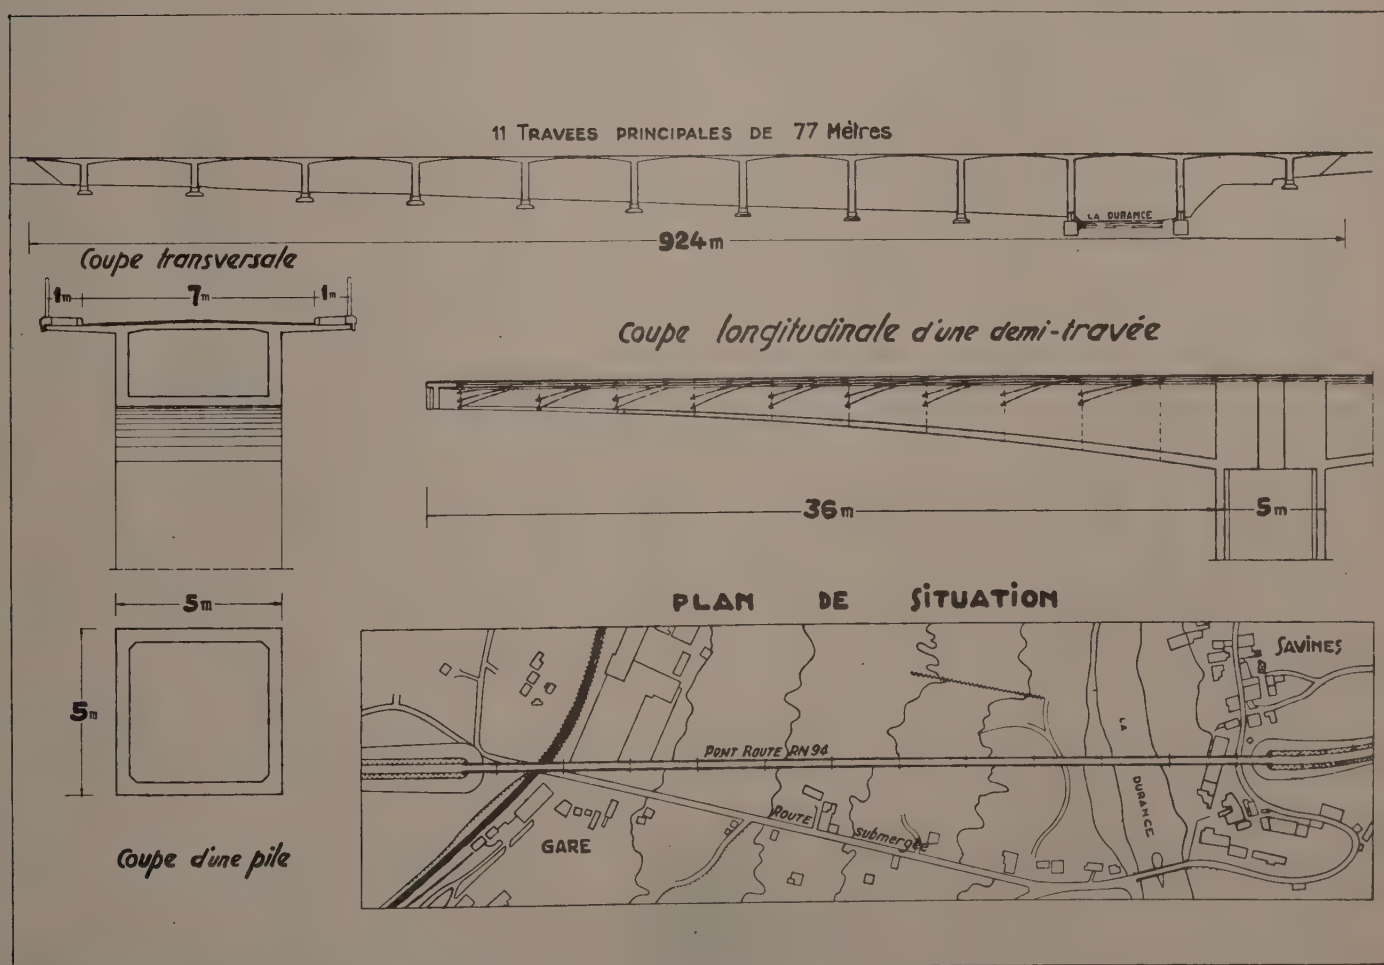 11 TRAVEES PRINCIPALES DE 77 Mètres
LA DURANCE
924m
Coupe transversale
1m 7m 1m
Coupe longitudinale d'une demi-travée
36m 5m
5m
5m
Coupe d'une pile
PLAN DE SITUATION
SAVINES
PONT ROUTE RN 94
LA DURANCE
ROUTE submergée
GARE